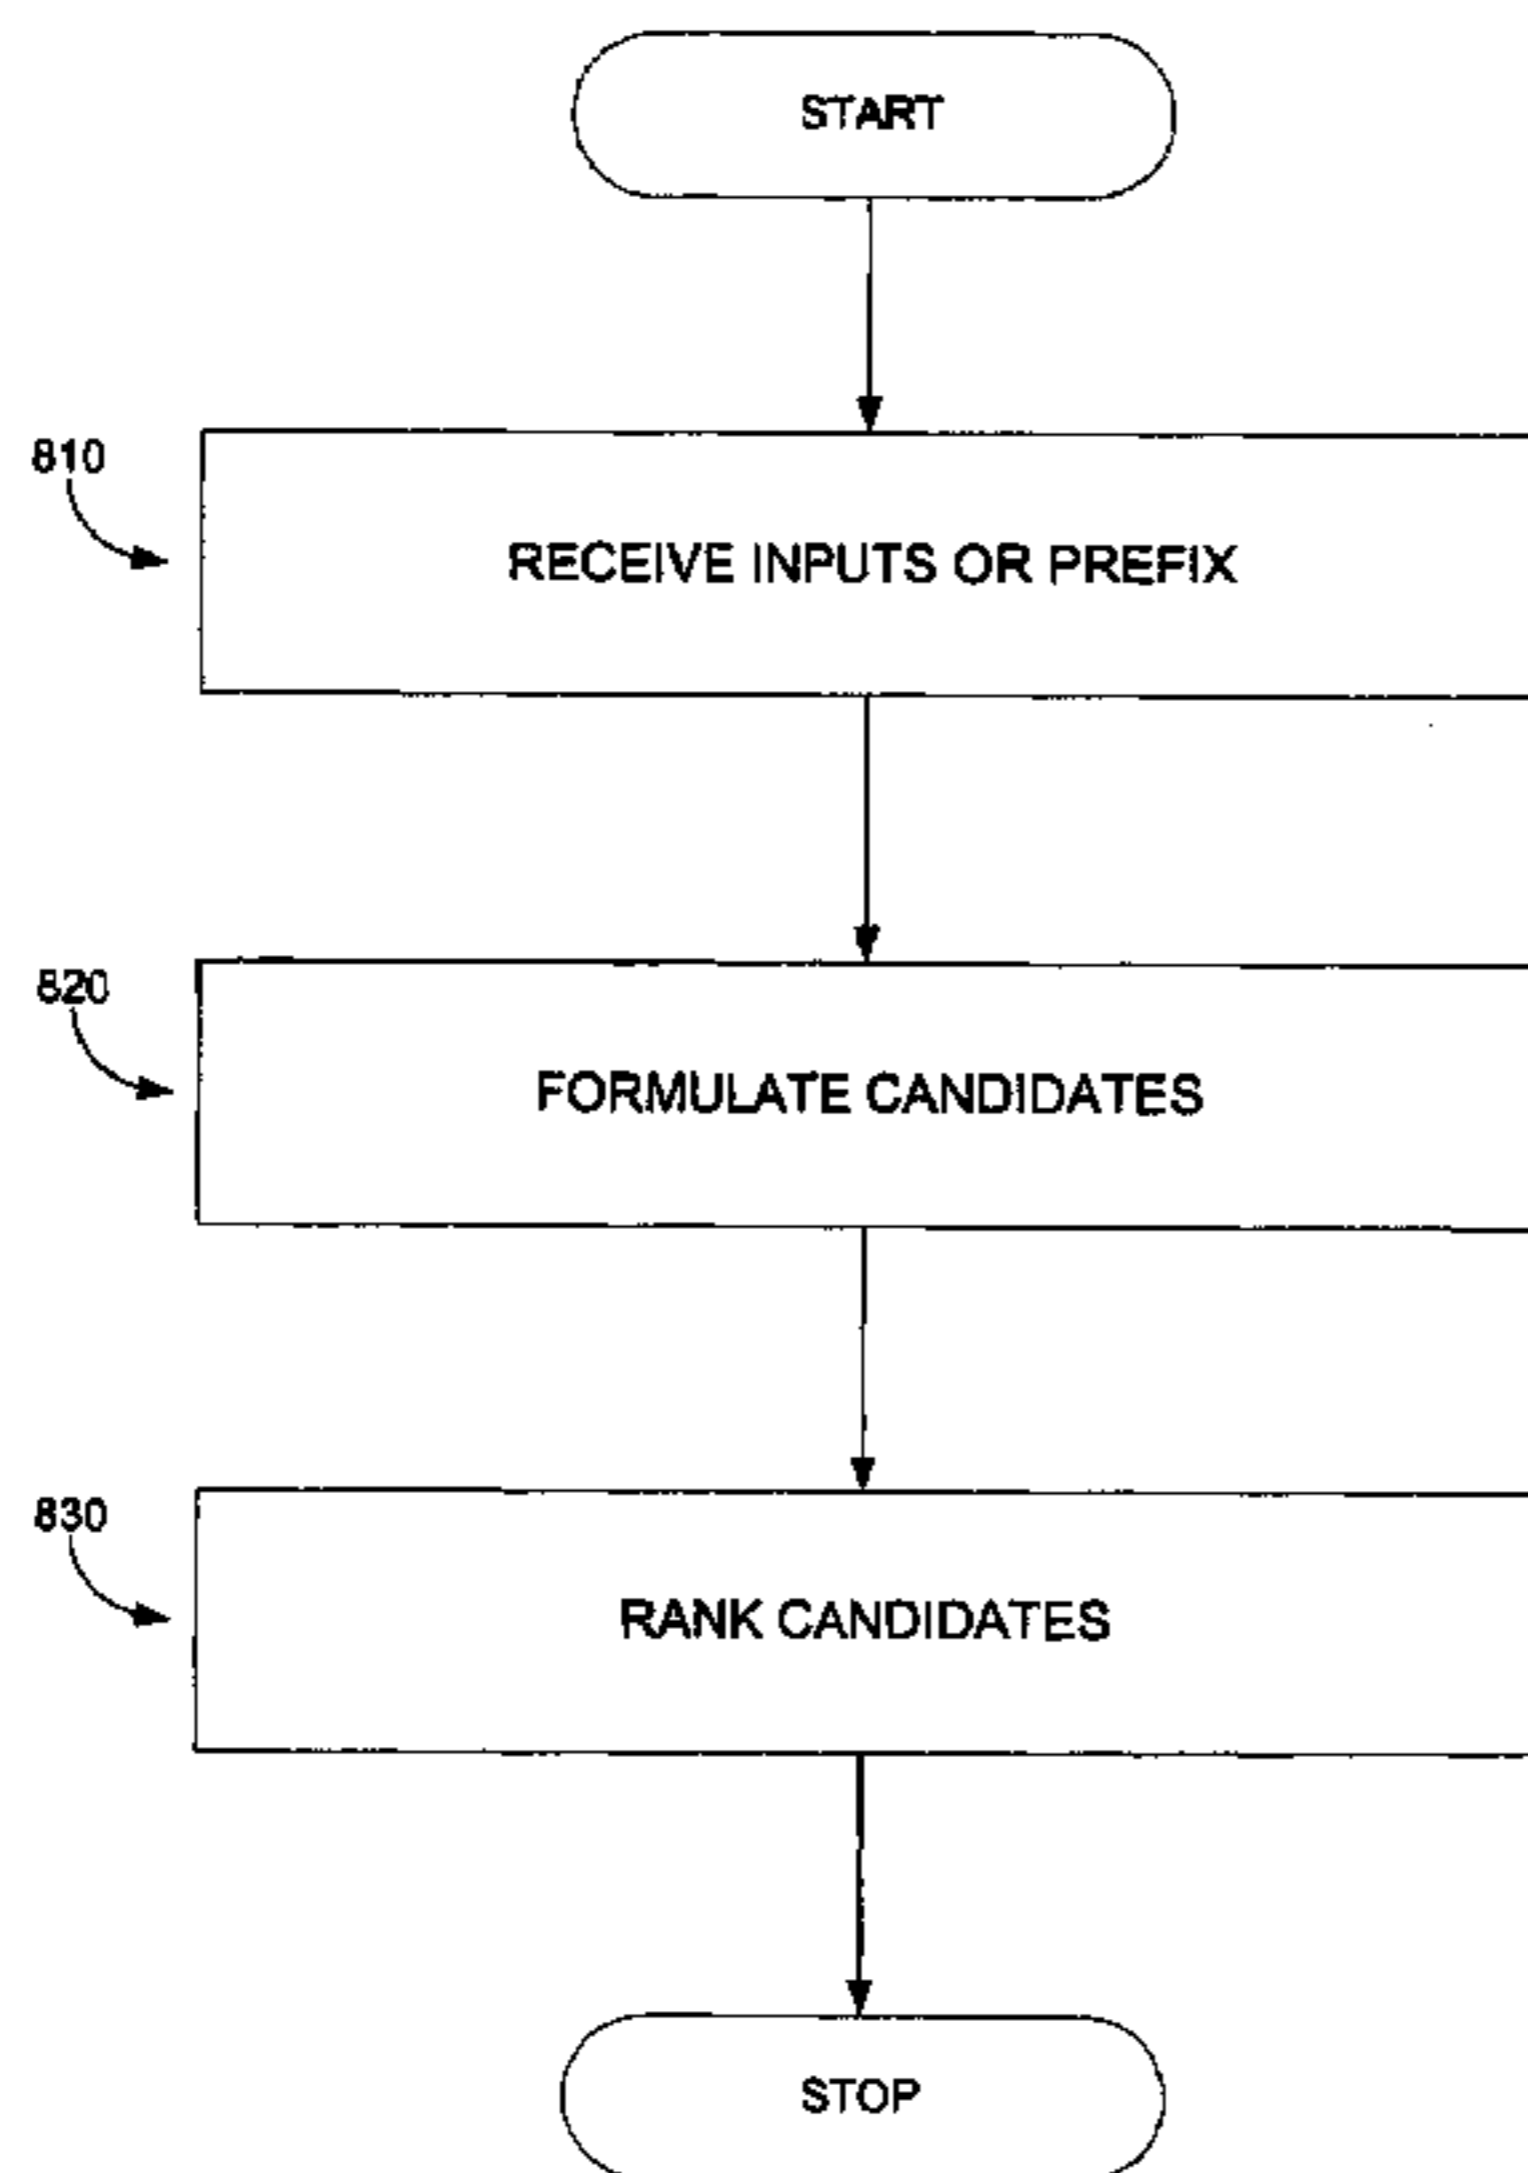 START
810
RECEIVE INPUTS OR PREFIX
820
FORMULATE CANDIDATES
830
RANK CANDIDATES
STOP